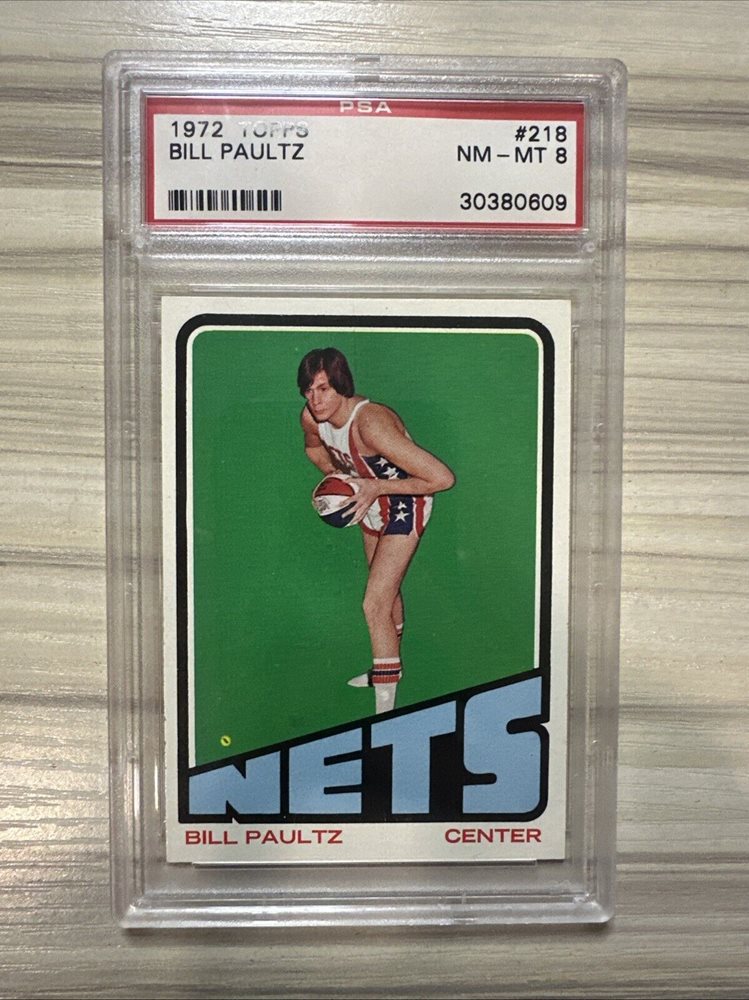 PSA
1972 TOPPS #218
BILL PAULTZ NM - MT 8
30380609
NETS
BILL PAULTZ CENTER